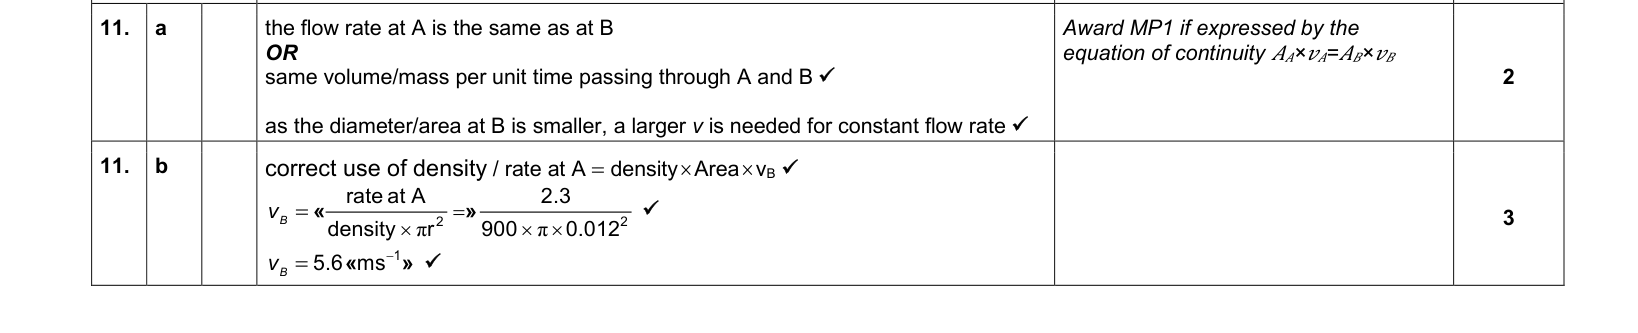 11. a the flow rate at A is the same as at B
OR
same volume/mass per unit time passing through A and B ✓
as the diameter/area at B is smaller, a larger v is needed for constant flow rate ✓
Award MP1 if expressed by the
equation of continuity A_A×v_A=A_B×v_B
2
11. b correct use of density / rate at A = density×Area×v_B ✓
v_B = «rate at A / density × πr² =» 2.3 / 900 × π × 0.012² ✓
v_B = 5.6 «ms⁻¹» ✓
3